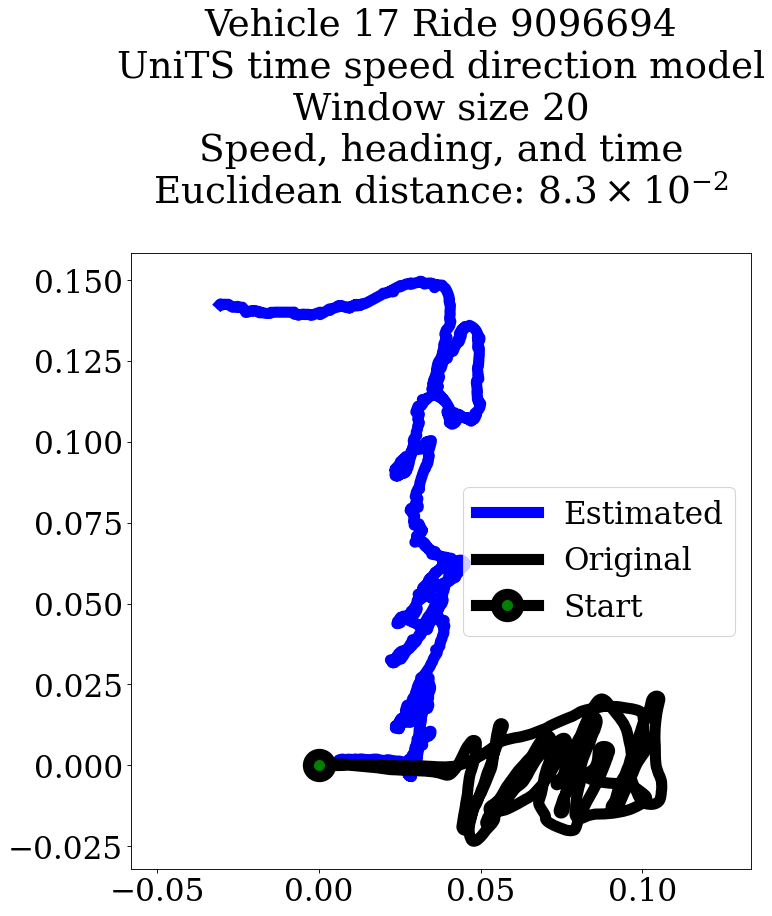 Vehicle 17 Ride 9096694
UniTS time speed direction model
Window size 20
Speed, heading, and time
Euclidean distance: 8.3 × 10⁻²
0.150
0.125
0.100
0.075
0.050
0.025
0.000
−0.025
Estimated
Original
Start
−0.05 0.00 0.05 0.10